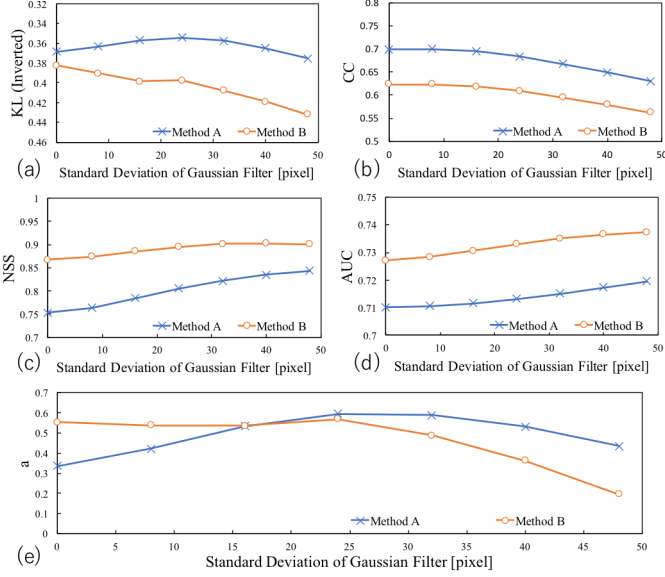 0.32
0.34
0.36
0.38
0.4
0.42
0.44
0.46
KL (Inverted)
Method A
Method B
0 10 20 30 40 50
(a)
Standard Deviation of Gaussian Filter [pixel]
0.8
0.75
0.7
0.65
0.6
0.55
0.5
CC
Method A
Method B
0 10 20 30 40 50
(b)
Standard Deviation of Gaussian Filter [pixel]
1
0.95
0.9
0.85
0.8
0.75
0.7
NSS
Method A
Method B
0 10 20 30 40 50
(c)
Standard Deviation of Gaussian Filter [pixel]
0.75
0.74
0.73
0.72
0.71
0.7
AUC
Method A
Method B
0 10 20 30 40 50
(d)
Standard Deviation of Gaussian Filter [pixel]
0.7
0.6
0.5
0.4
0.3
0.2
0.1
0
a
Method A
Method B
0 5 10 15 20 25 30 35 40 45 50
(e)
Standard Deviation of Gaussian Filter [pixel]